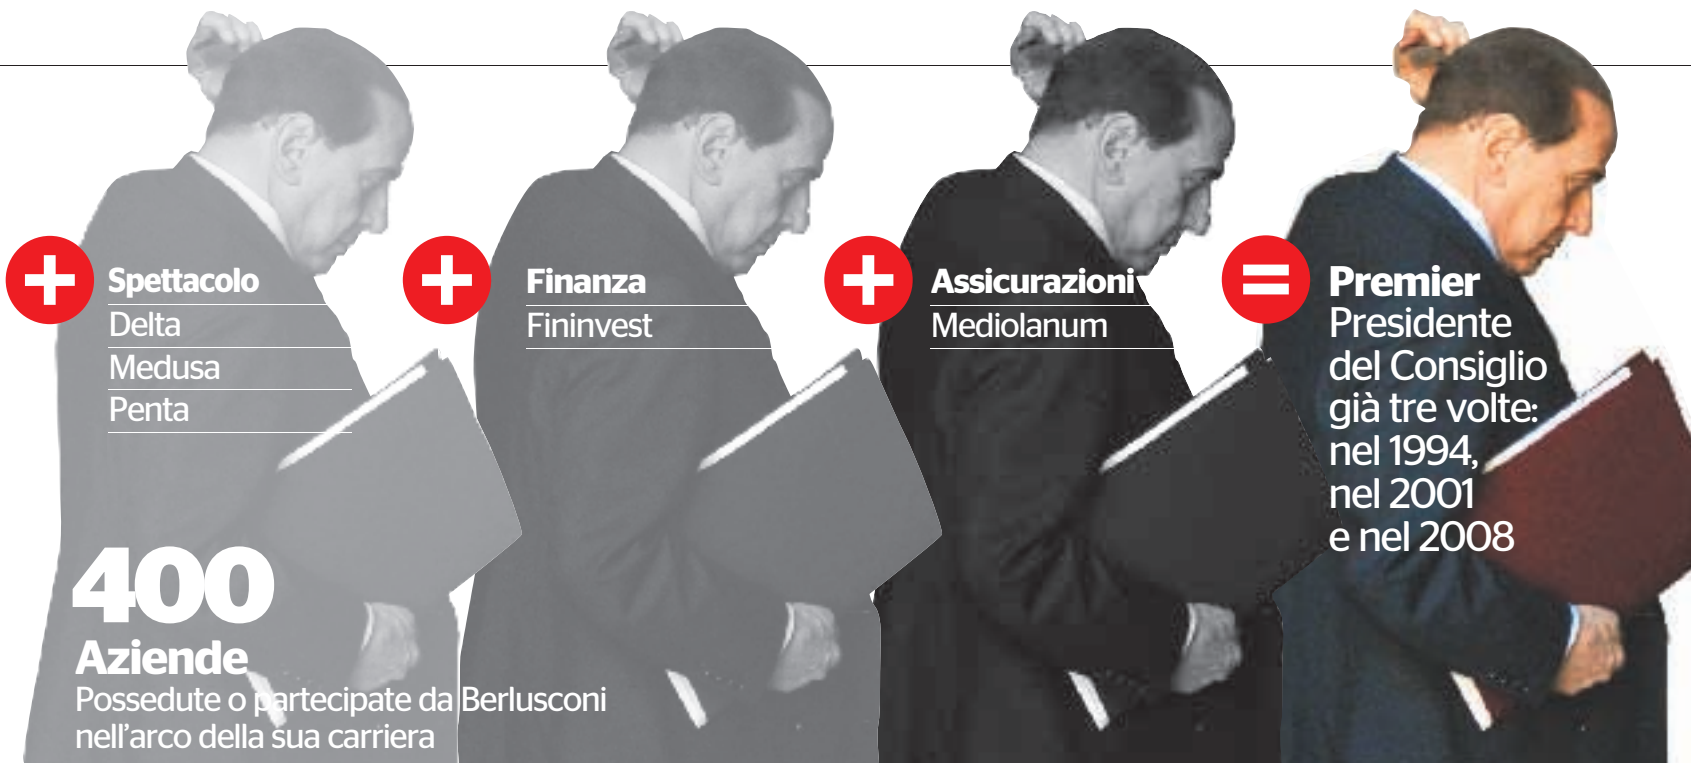 +
Spettacolo
Delta
Medusa
Penta
400
Aziende
Possedute o partecipate da Berlusconi
nell'arco della sua carriera
+
Finanza
Fininvest
+
Assicurazioni
Mediolanum
=
Premier
Presidente
del Consiglio
già tre volte:
nel 1994,
nel 2001
e nel 2008